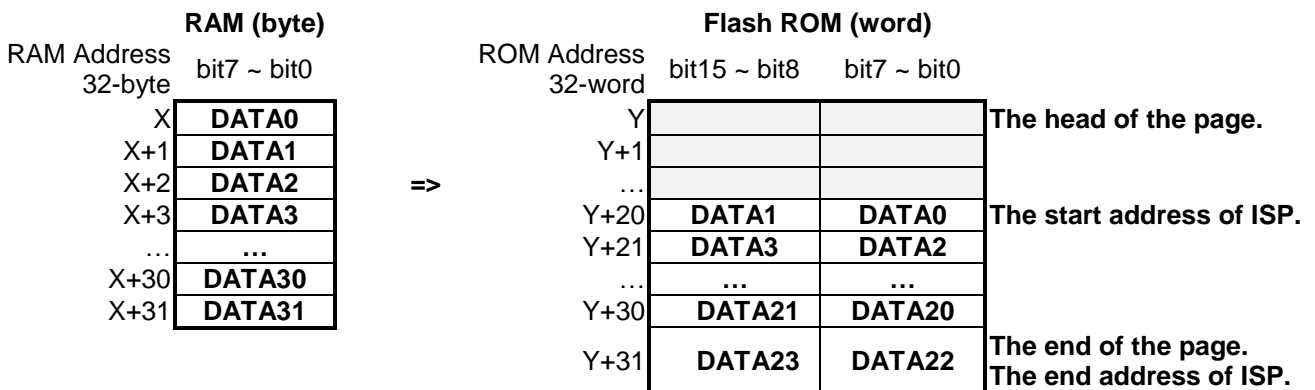 RAM (byte) Flash ROM (word)
RAM Address 32-byte bit7 ~ bit0 ROM Address 32-word bit15 ~ bit8 bit7 ~ bit0
X DATA0 Y The head of the page.
X+1 DATA1 Y+1
X+2 DATA2 => …
X+3 DATA3 Y+20 DATA1 DATA0 The start address of ISP.
… … Y+21 DATA3 DATA2
X+30 DATA30 … … …
X+31 DATA31 Y+30 DATA21 DATA20
Y+31 DATA23 DATA22 The end of the page.
The end address of ISP.